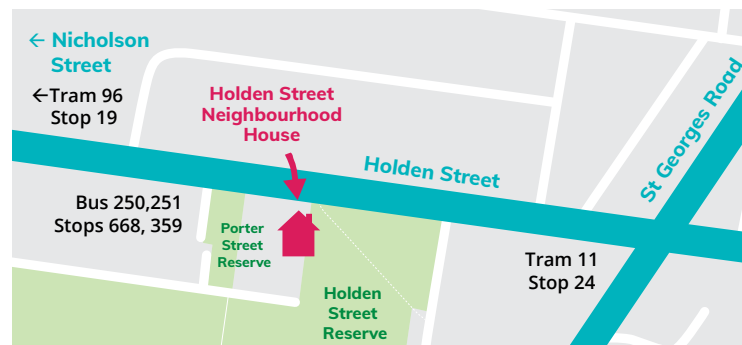 ← Nicholson
Street
←Tram 96
Stop 19
Holden Street
Neighbourhood
House
Holden Street
St Georges Road
Bus 250,251
Stops 668, 359
Porter
Street
Reserve
Holden
Street
Reserve
Tram 11
Stop 24